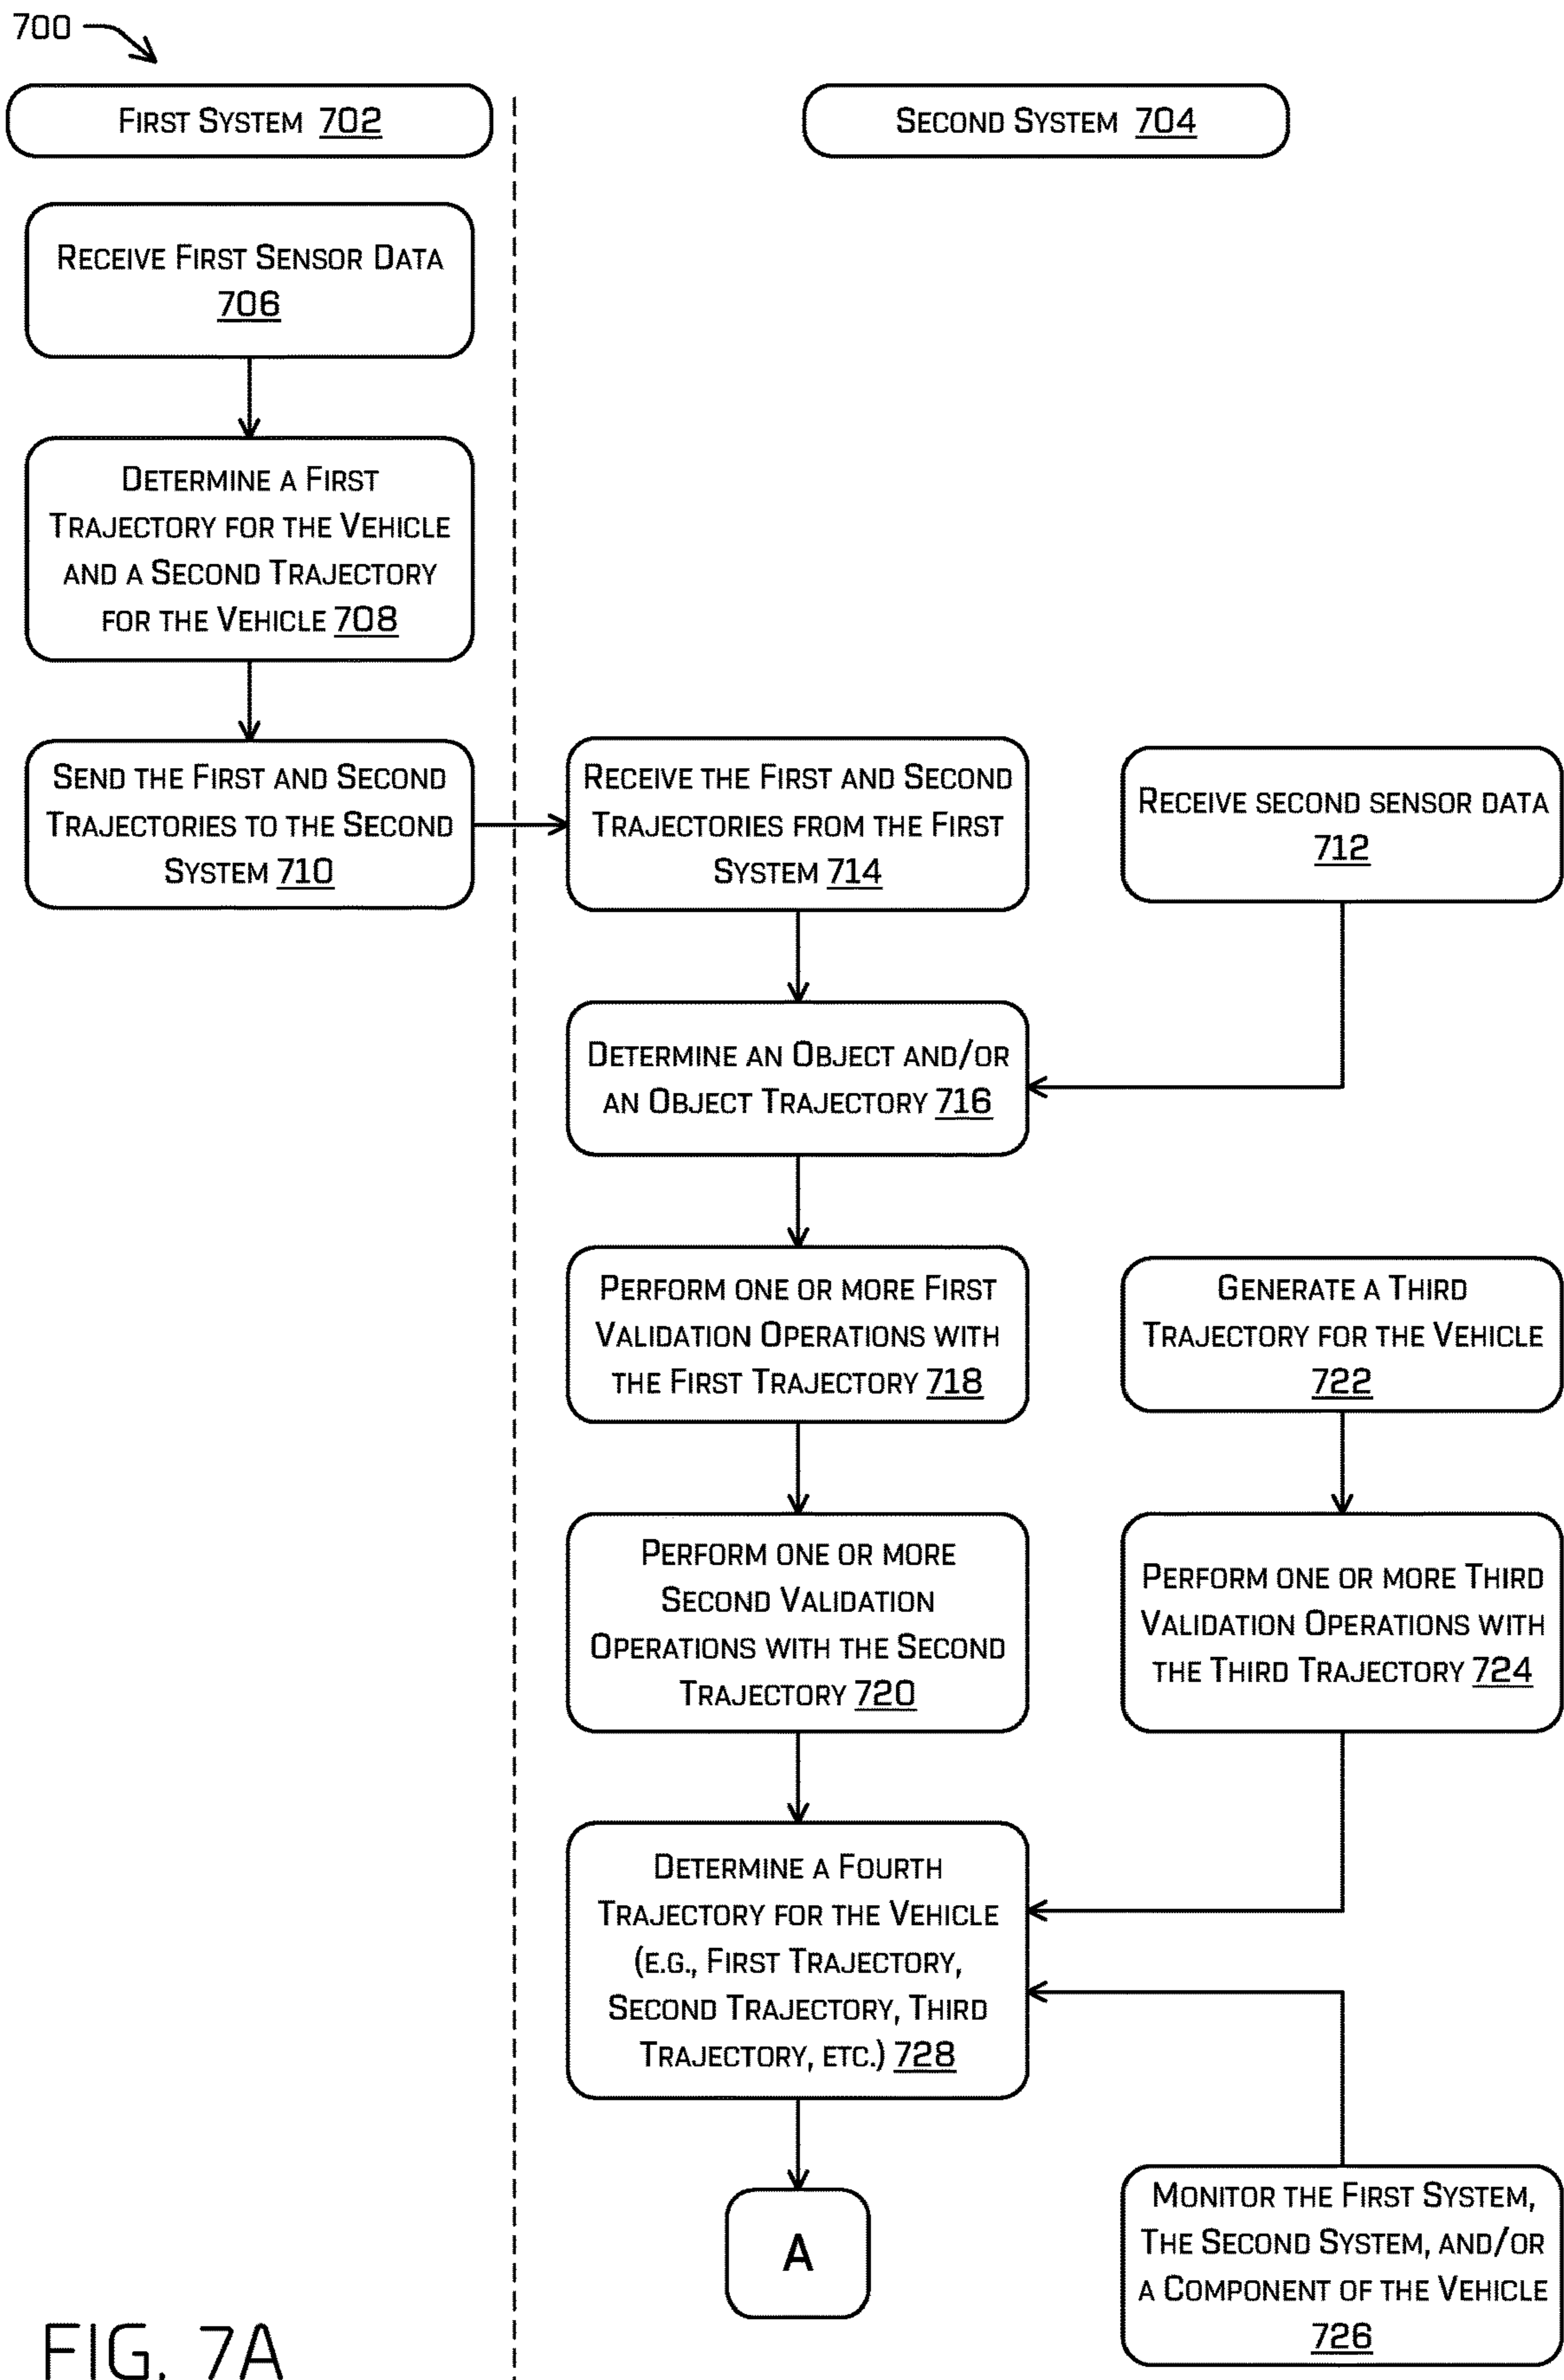 700
FIRST SYSTEM 702
SECOND SYSTEM 704
RECEIVE FIRST SENSOR DATA
706
DETERMINE A FIRST
TRAJECTORY FOR THE VEHICLE
AND A SECOND TRAJECTORY
FOR THE VEHICLE 708
SEND THE FIRST AND SECOND
TRAJECTORIES TO THE SECOND
SYSTEM 710
RECEIVE THE FIRST AND SECOND
TRAJECTORIES FROM THE FIRST
SYSTEM 714
RECEIVE SECOND SENSOR DATA
712
DETERMINE AN OBJECT AND/OR
AN OBJECT TRAJECTORY 716
PERFORM ONE OR MORE FIRST
VALIDATION OPERATIONS WITH
THE FIRST TRAJECTORY 718
GENERATE A THIRD
TRAJECTORY FOR THE VEHICLE
722
PERFORM ONE OR MORE
SECOND VALIDATION
OPERATIONS WITH THE SECOND
TRAJECTORY 720
PERFORM ONE OR MORE THIRD
VALIDATION OPERATIONS WITH
THE THIRD TRAJECTORY 724
DETERMINE A FOURTH
TRAJECTORY FOR THE VEHICLE
(E.G., FIRST TRAJECTORY,
SECOND TRAJECTORY, THIRD
TRAJECTORY, ETC.) 728
A
MONITOR THE FIRST SYSTEM,
THE SECOND SYSTEM, AND/OR
A COMPONENT OF THE VEHICLE
726
FIG. 7A